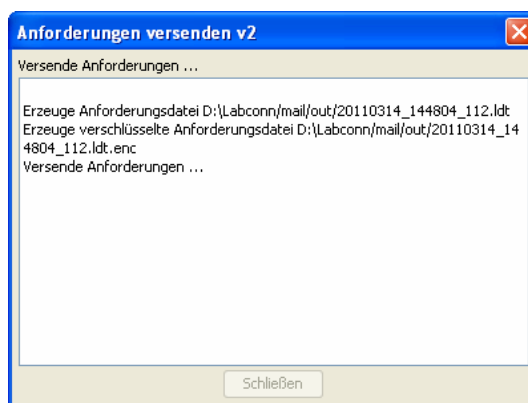 Anforderungen versenden v2
Versende Anforderungen ...
Erzeuge Anforderungsdatei D:\Labconn/mail/out/20110314_144804_112.ldt
Erzeuge verschlüsselte Anforderungsdatei D:\Labconn/mail/out/20110314_14
4804_112.ldt.enc
Versende Anforderungen ...
Schließen